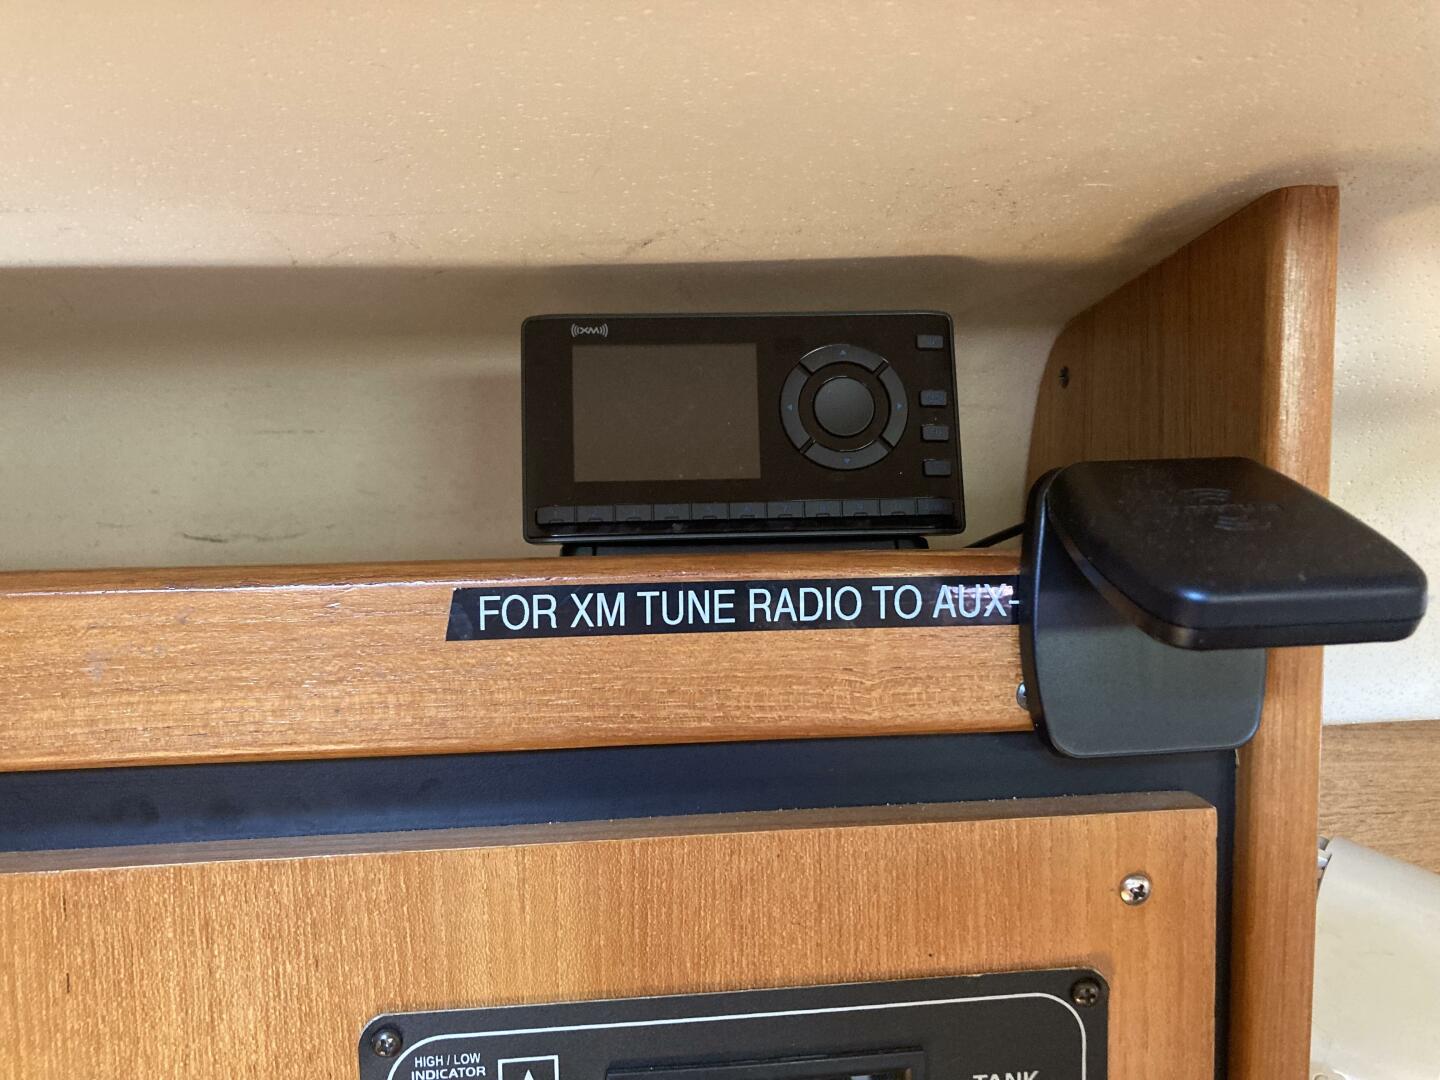 ((XM))
FOR XM TUNE RADIO TO AUX-
HIGH / LOW
INDICATOR
TANK